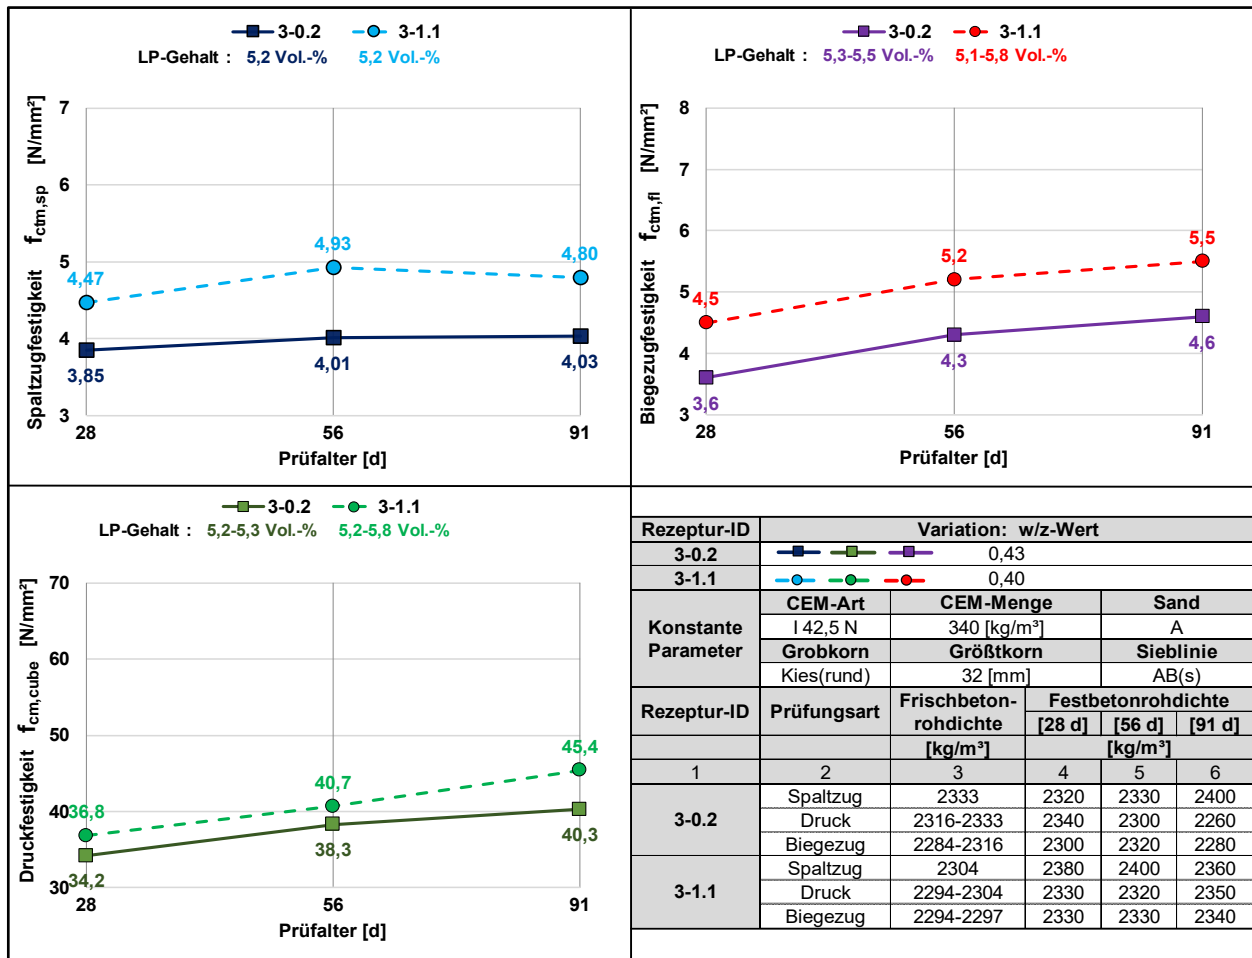 3-0.2 3-1.1
LP-Gehalt : 5,2 Vol.-% 5,2 Vol.-%
Spaltzugfestigkeit fctm,sp [N/mm²]
7
6
5
4
3
4,47
4,93
4,80
3,85
4,01
4,03
28 56 91
Prüfalter [d]
3-0.2 3-1.1
LP-Gehalt : 5,3-5,5 Vol.-% 5,1-5,8 Vol.-%
Biegezugfestigkeit fctm,fl [N/mm²]
8
7
6
5
4
3
4,5
5,2
5,5
3,6
4,3
4,6
28 56 91
Prüfalter [d]
3-0.2 3-1.1
LP-Gehalt : 5,2-5,3 Vol.-% 5,2-5,8 Vol.-%
Druckfestigkeit fcm,cube [N/mm²]
70
60
50
40
30
36,8
40,7
45,4
34,2
38,3
40,3
28 56 91
Prüfalter [d]
Rezeptur-ID Variation: w/z-Wert
3-0.2 0,43
3-1.1 0,40
Konstante Parameter CEM-Art CEM-Menge Sand
I 42,5 N 340 [kg/m³] A
Grobkorn Größtkorn Sieblinie
Kies(rund) 32 [mm] AB(s)
Rezeptur-ID Prüfungsart Frischbeton- Festbetonrohdichte
rohdichte [28 d] [56 d] [91 d]
[kg/m³] [kg/m³]
1 2 3 4 5 6
3-0.2 Spaltzug 2333 2320 2330 2400
Druck 2316-2333 2340 2300 2260
Biegezug 2284-2316 2300 2320 2280
3-1.1 Spaltzug 2304 2380 2400 2360
Druck 2294-2304 2330 2320 2350
Biegezug 2294-2297 2330 2330 2340